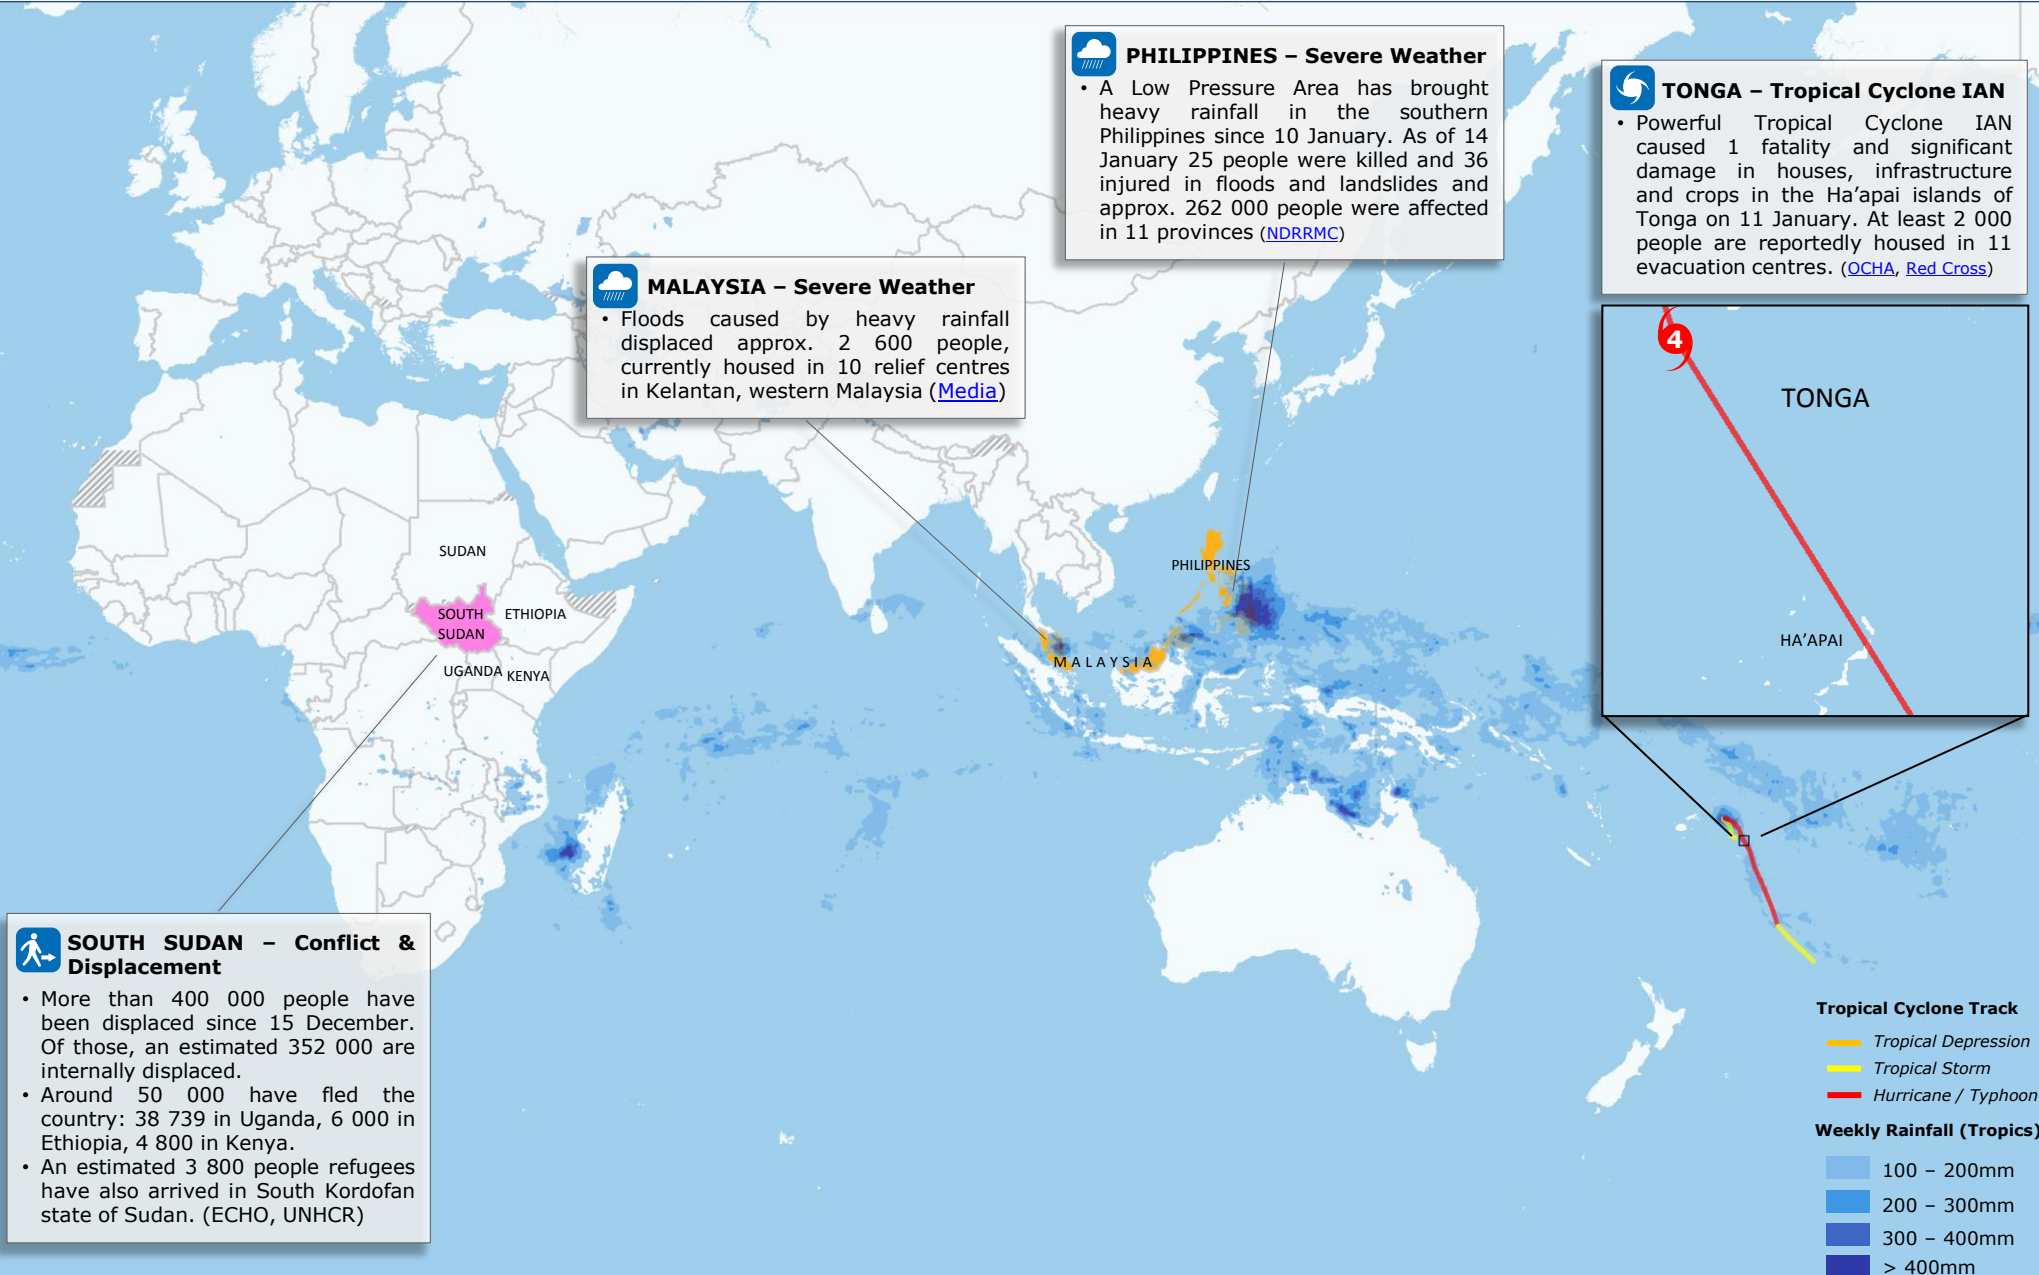 PHILIPPINES – Severe Weather
• A Low Pressure Area has brought
heavy rainfall in the southern
Philippines since 10 January. As of 14
January 25 people were killed and 36
injured in floods and landslides and
approx. 262 000 people were affected
in 11 provinces (NDRRMC)
TONGA – Tropical Cyclone IAN
• Powerful Tropical Cyclone IAN
caused 1 fatality and significant
damage in houses, infrastructure
and crops in the Ha’apai islands of
Tonga on 11 January. At least 2 000
people are reportedly housed in 11
evacuation centres. (OCHA, Red Cross)
MALAYSIA – Severe Weather
• Floods caused by heavy rainfall
displaced approx. 2 600 people,
currently housed in 10 relief centres
in Kelantan, western Malaysia (Media)
4
TONGA
HA’APAI
SUDAN
SOUTH
SUDAN
ETHIOPIA
UGANDA
KENYA
PHILIPPINES
MALAYSIA
SOUTH SUDAN – Conflict &
Displacement
• More than 400 000 people have
been displaced since 15 December.
Of those, an estimated 352 000 are
internally displaced.
• Around 50 000 have fled the
country: 38 739 in Uganda, 6 000 in
Ethiopia, 4 800 in Kenya.
• An estimated 3 800 people refugees
have also arrived in South Kordofan
state of Sudan. (ECHO, UNHCR)
Tropical Cyclone Track
Tropical Depression
Tropical Storm
Hurricane / Typhoon
Weekly Rainfall (Tropics)
100 – 200mm
200 – 300mm
300 – 400mm
> 400mm